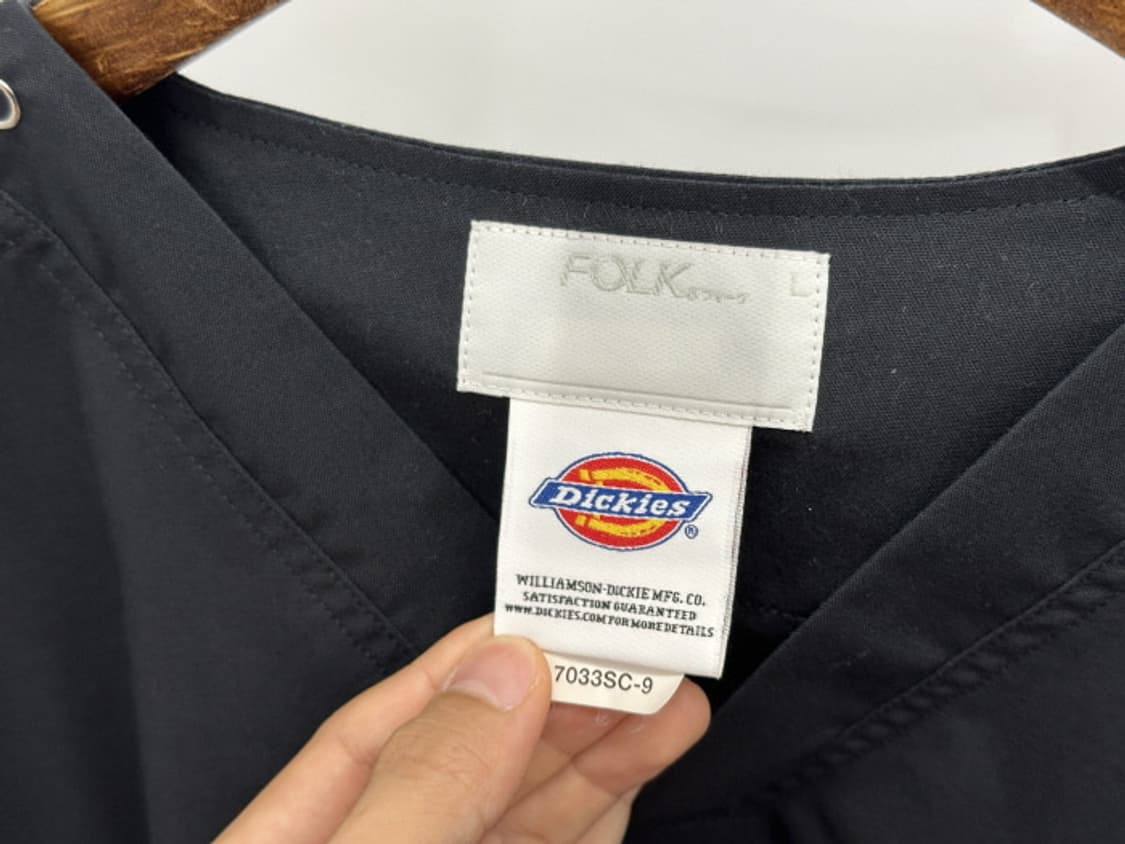 FOLK L
Dickies®
WILLIAMSON-DICKIE MFG. CO.
SATISFACTION GUARANTEED
WWW.DICKIES.COM FOR MORE DETAILS
7033SC-9